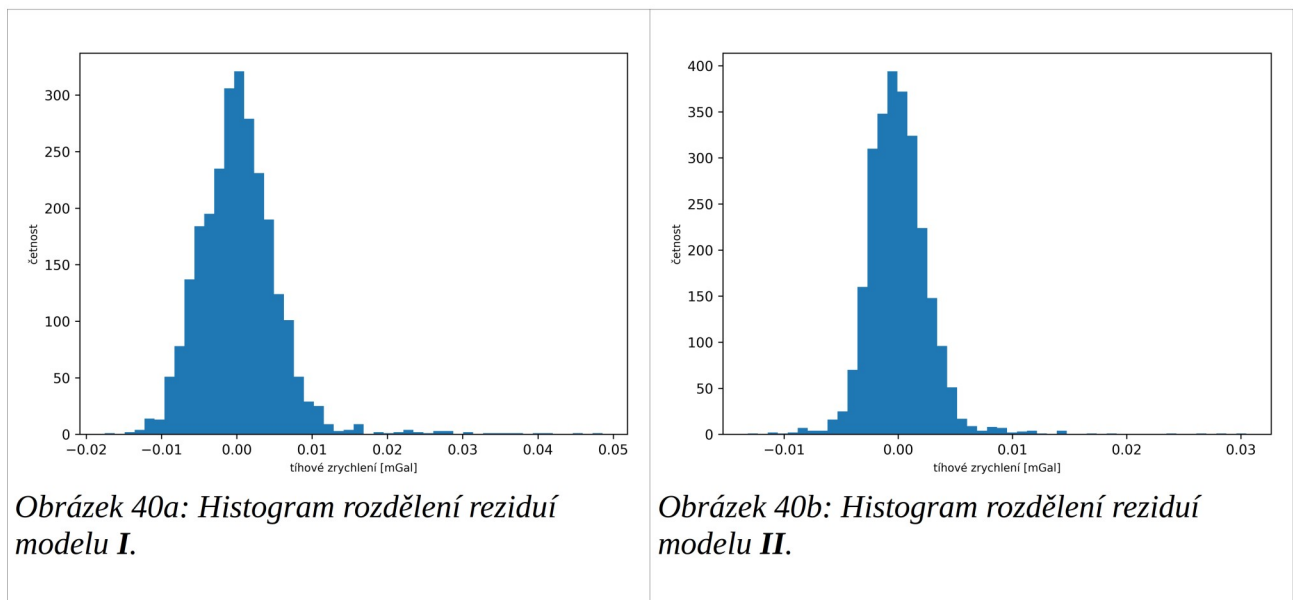 300
250
200
150
100
50
0
četnost
−0.02 −0.01 0.00 0.01 0.02 0.03 0.04 0.05
tíhové zrychlení [mGal]
Obrázek 40a: Histogram rozdělení reziduí
modelu I.
400
350
300
250
200
150
100
50
0
četnost
−0.01 0.00 0.01 0.02 0.03
tíhové zrychlení [mGal]
Obrázek 40b: Histogram rozdělení reziduí
modelu II.